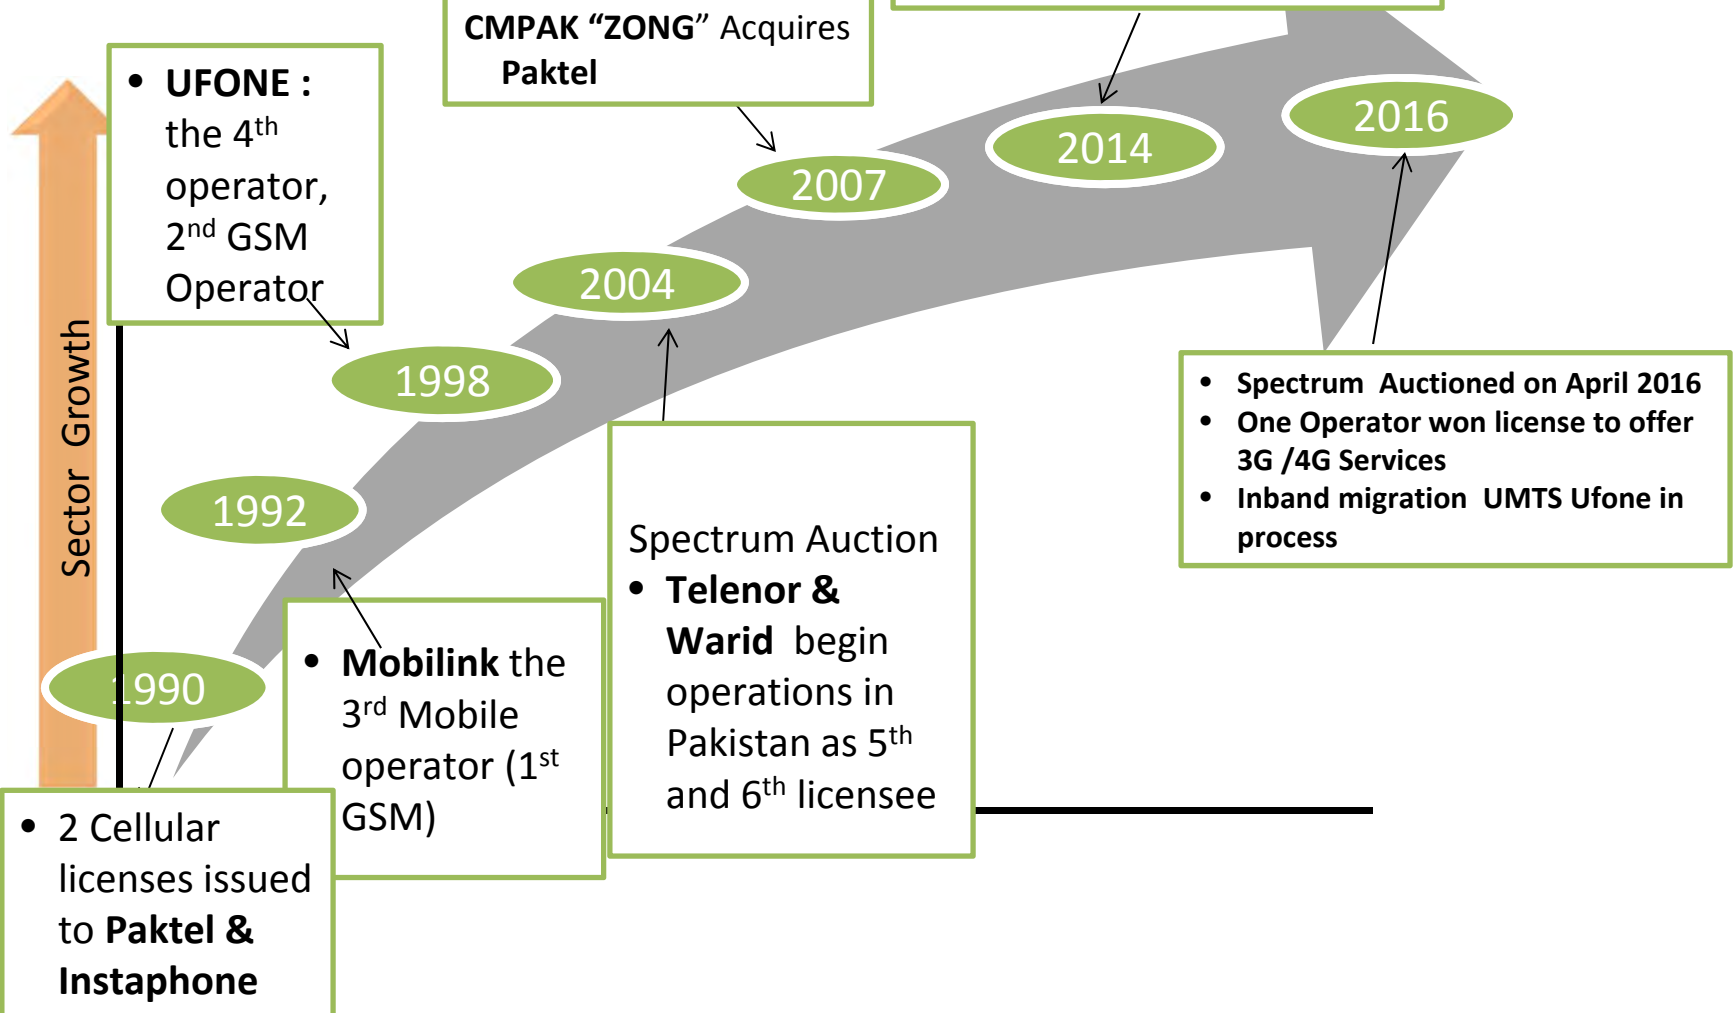 CMPAK “ZONG” Acquires
Paktel
• UFONE :
the 4th
operator,
2nd GSM
Operator
2016
2014
2007
2004
1998
1992
1990
Sector Growth
• Spectrum Auctioned on April 2016
• One Operator won license to offer
3G /4G Services
• Inband migration UMTS Ufone in
process
Spectrum Auction
• Telenor &
Warid begin
operations in
Pakistan as 5th
and 6th licensee
• Mobilink the
3rd Mobile
operator (1st
GSM)
• 2 Cellular
licenses issued
to Paktel &
Instaphone